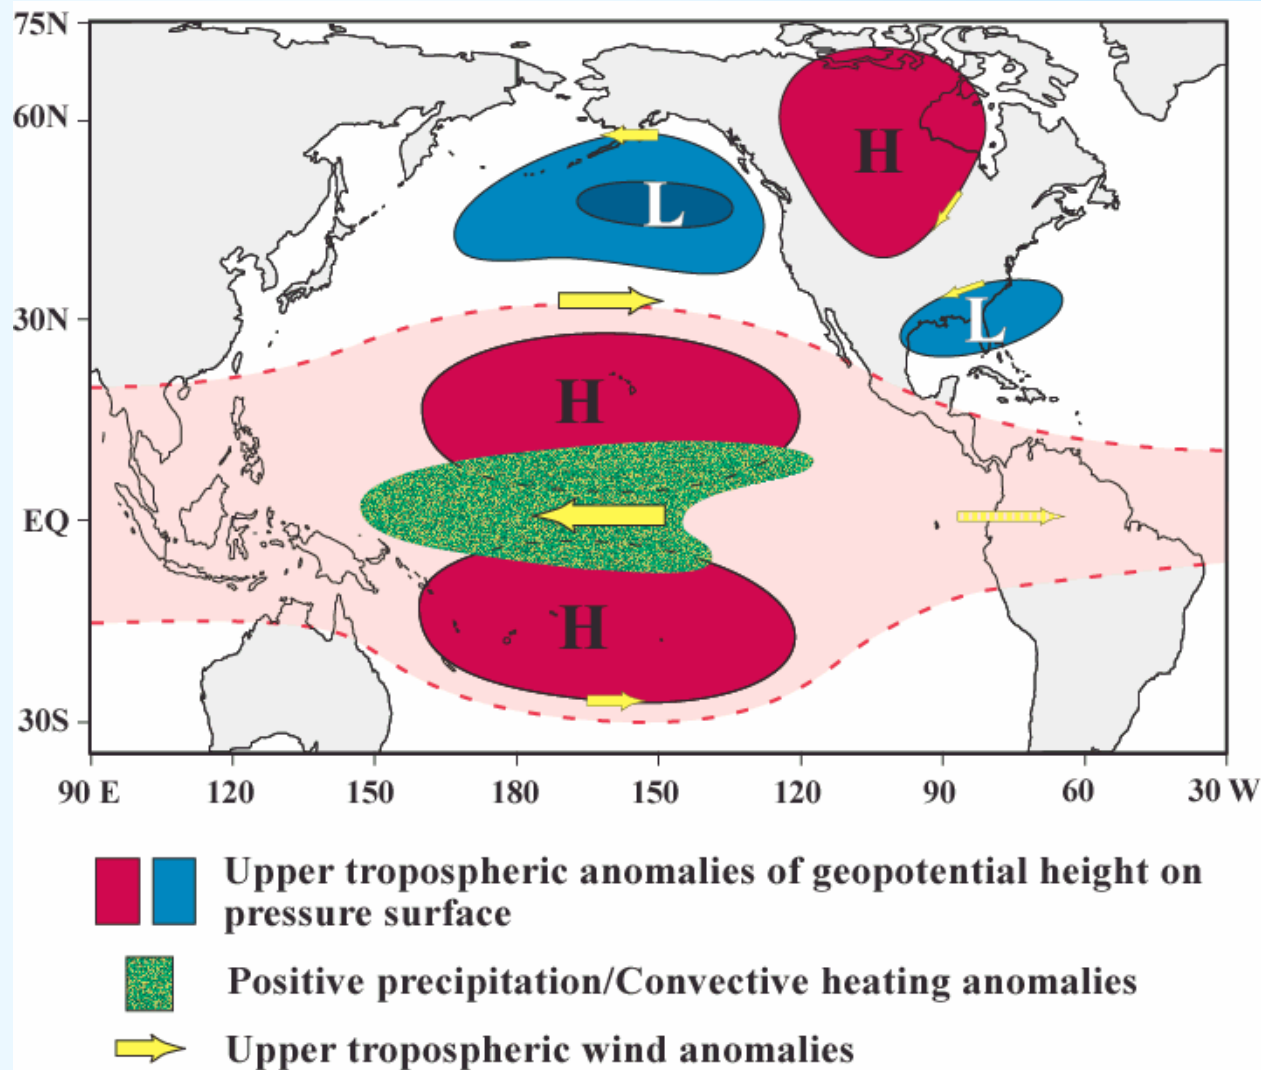 75N
60N
H
L
30N
L
H
EQ
H
30S
90 E 120 150 180 150 120 90 60 30 W
Upper tropospheric anomalies of geopotential height on
pressure surface
Positive precipitation/Convective heating anomalies
Upper tropospheric wind anomalies